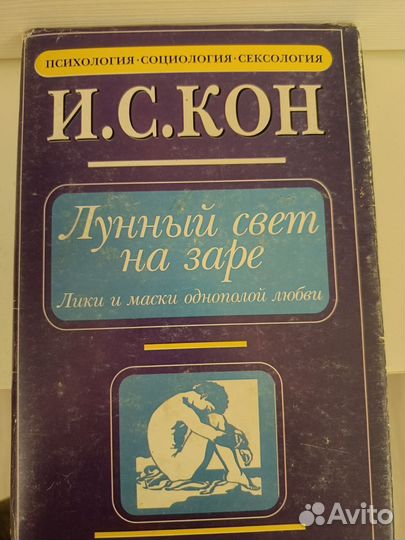 ПСИХОЛОГИЯ·СОЦИОЛОГИЯ·СЕКСОЛОГИЯ
И.С.КОН
Лунный свет
на заре
Лики и маски однополой любви
Avito